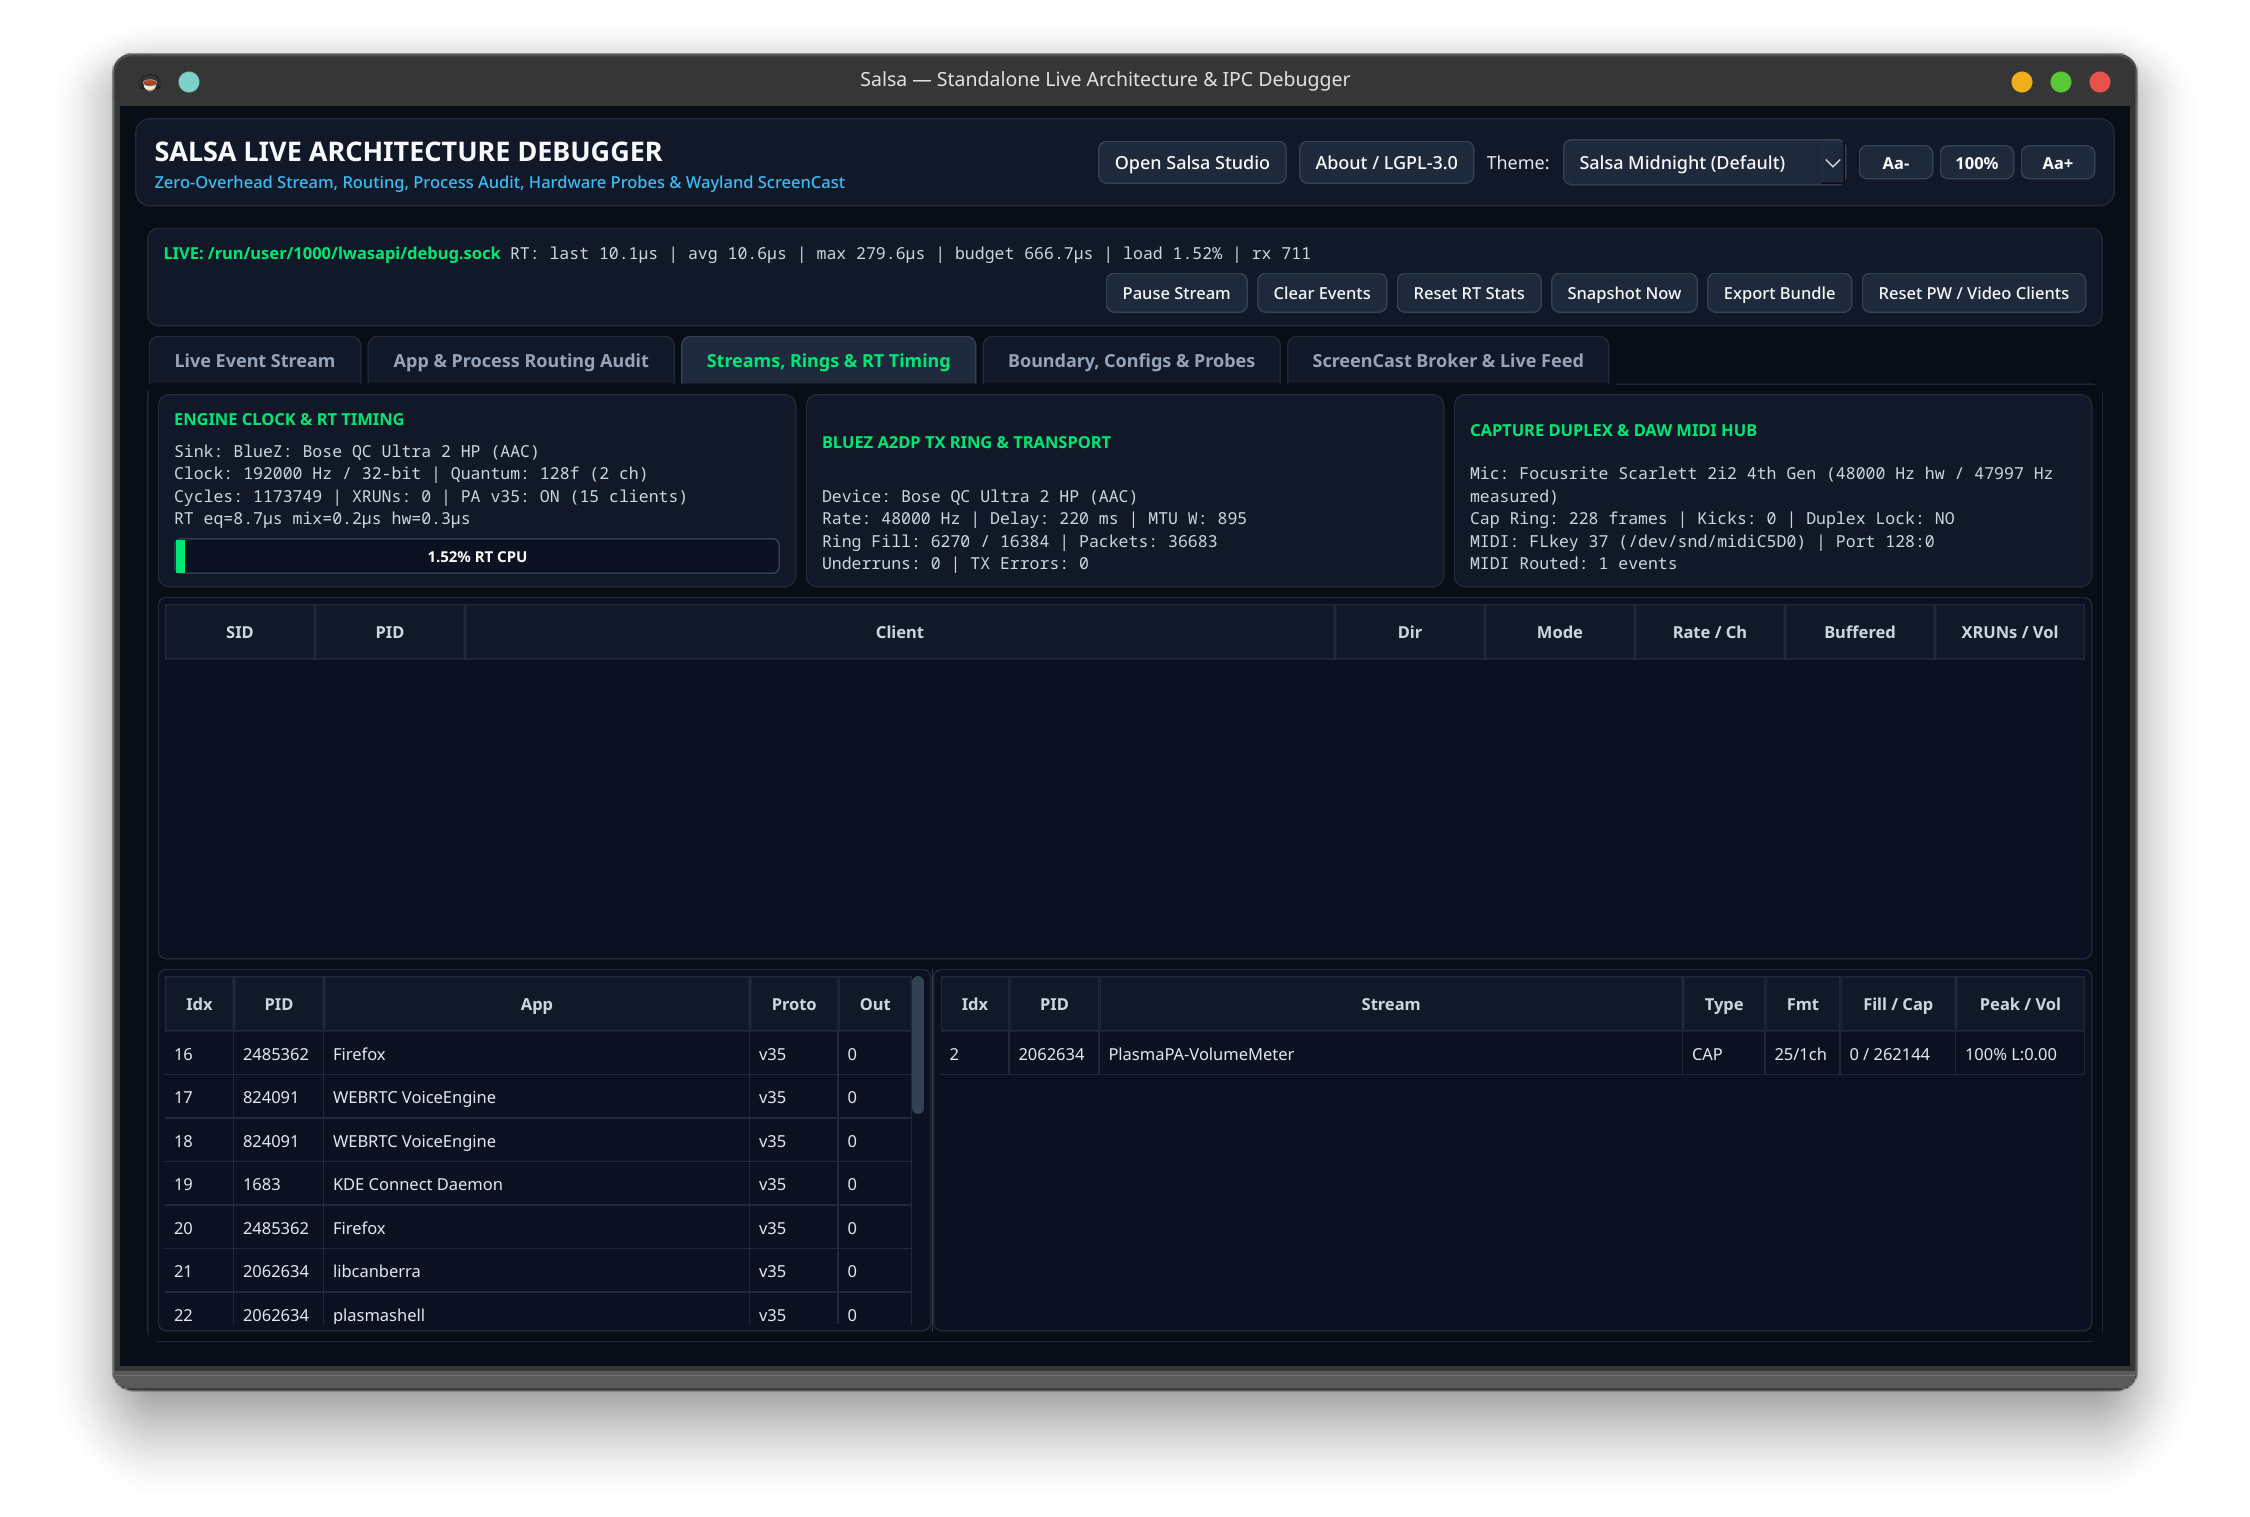 Salsa — Standalone Live Architecture & IPC Debugger
SALSA LIVE ARCHITECTURE DEBUGGER
Zero-Overhead Stream, Routing, Process Audit, Hardware Probes & Wayland ScreenCast
Open Salsa Studio About / LGPL-3.0 Theme: Salsa Midnight (Default) Aa- 100% Aa+
LIVE: /run/user/1000/lwasapi/debug.sock RT: last 10.1µs | avg 10.6µs | max 279.6µs | budget 666.7µs | load 1.52% | rx 711
Pause Stream Clear Events Reset RT Stats Snapshot Now Export Bundle Reset PW / Video Clients
Live Event Stream App & Process Routing Audit Streams, Rings & RT Timing Boundary, Configs & Probes ScreenCast Broker & Live Feed
ENGINE CLOCK & RT TIMING
Sink: BlueZ: Bose QC Ultra 2 HP (AAC)
Clock: 192000 Hz / 32-bit | Quantum: 128f (2 ch)
Cycles: 1173749 | XRUNs: 0 | PA v35: ON (15 clients)
RT eq=8.7µs mix=0.2µs hw=0.3µs
1.52% RT CPU
BLUEZ A2DP TX RING & TRANSPORT
Device: Bose QC Ultra 2 HP (AAC)
Rate: 48000 Hz | Delay: 220 ms | MTU W: 895
Ring Fill: 6270 / 16384 | Packets: 36683
Underruns: 0 | TX Errors: 0
CAPTURE DUPLEX & DAW MIDI HUB
Mic: Focusrite Scarlett 2i2 4th Gen (48000 Hz hw / 47997 Hz
measured)
Cap Ring: 228 frames | Kicks: 0 | Duplex Lock: NO
MIDI: FLkey 37 (/dev/snd/midiC5D0) | Port 128:0
MIDI Routed: 1 events
SID PID Client Dir Mode Rate / Ch Buffered XRUNs / Vol
Idx PID App Proto Out
16 2485362 Firefox v35 0
17 824091 WEBRTC VoiceEngine v35 0
18 824091 WEBRTC VoiceEngine v35 0
19 1683 KDE Connect Daemon v35 0
20 2485362 Firefox v35 0
21 2062634 libcanberra v35 0
22 2062634 plasmashell v35 0
Idx PID Stream Type Fmt Fill / Cap Peak / Vol
2 2062634 PlasmaPA-VolumeMeter CAP 25/1ch 0 / 262144 100% L:0.00